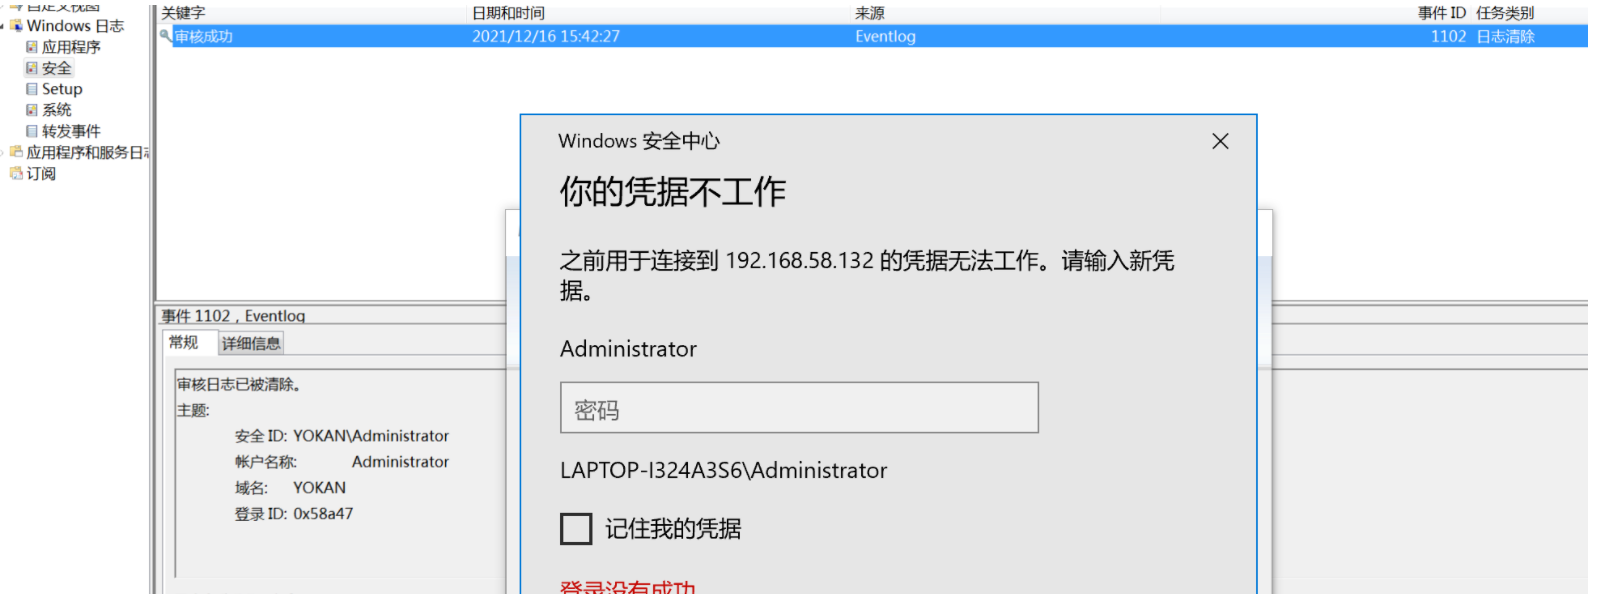 自定义视图
Windows 日志
应用程序
安全
Setup
系统
转发事件
应用程序和服务日志
订阅
关键字 日期和时间 来源 事件 ID 任务类别
审核成功 2021/12/16 15:42:27 Eventlog 1102 日志清除
事件 1102，Eventlog
常规 详细信息
审核日志已被清除。
主题:
安全 ID: YOKAN\Administrator
帐户名称: Administrator
域名: YOKAN
登录 ID: 0x58a47
Windows 安全中心
你的凭据不工作
之前用于连接到 192.168.58.132 的凭据无法工作。请输入新凭
据。
Administrator
密码
LAPTOP-I324A3S6\Administrator
记住我的凭据
登录没有成功